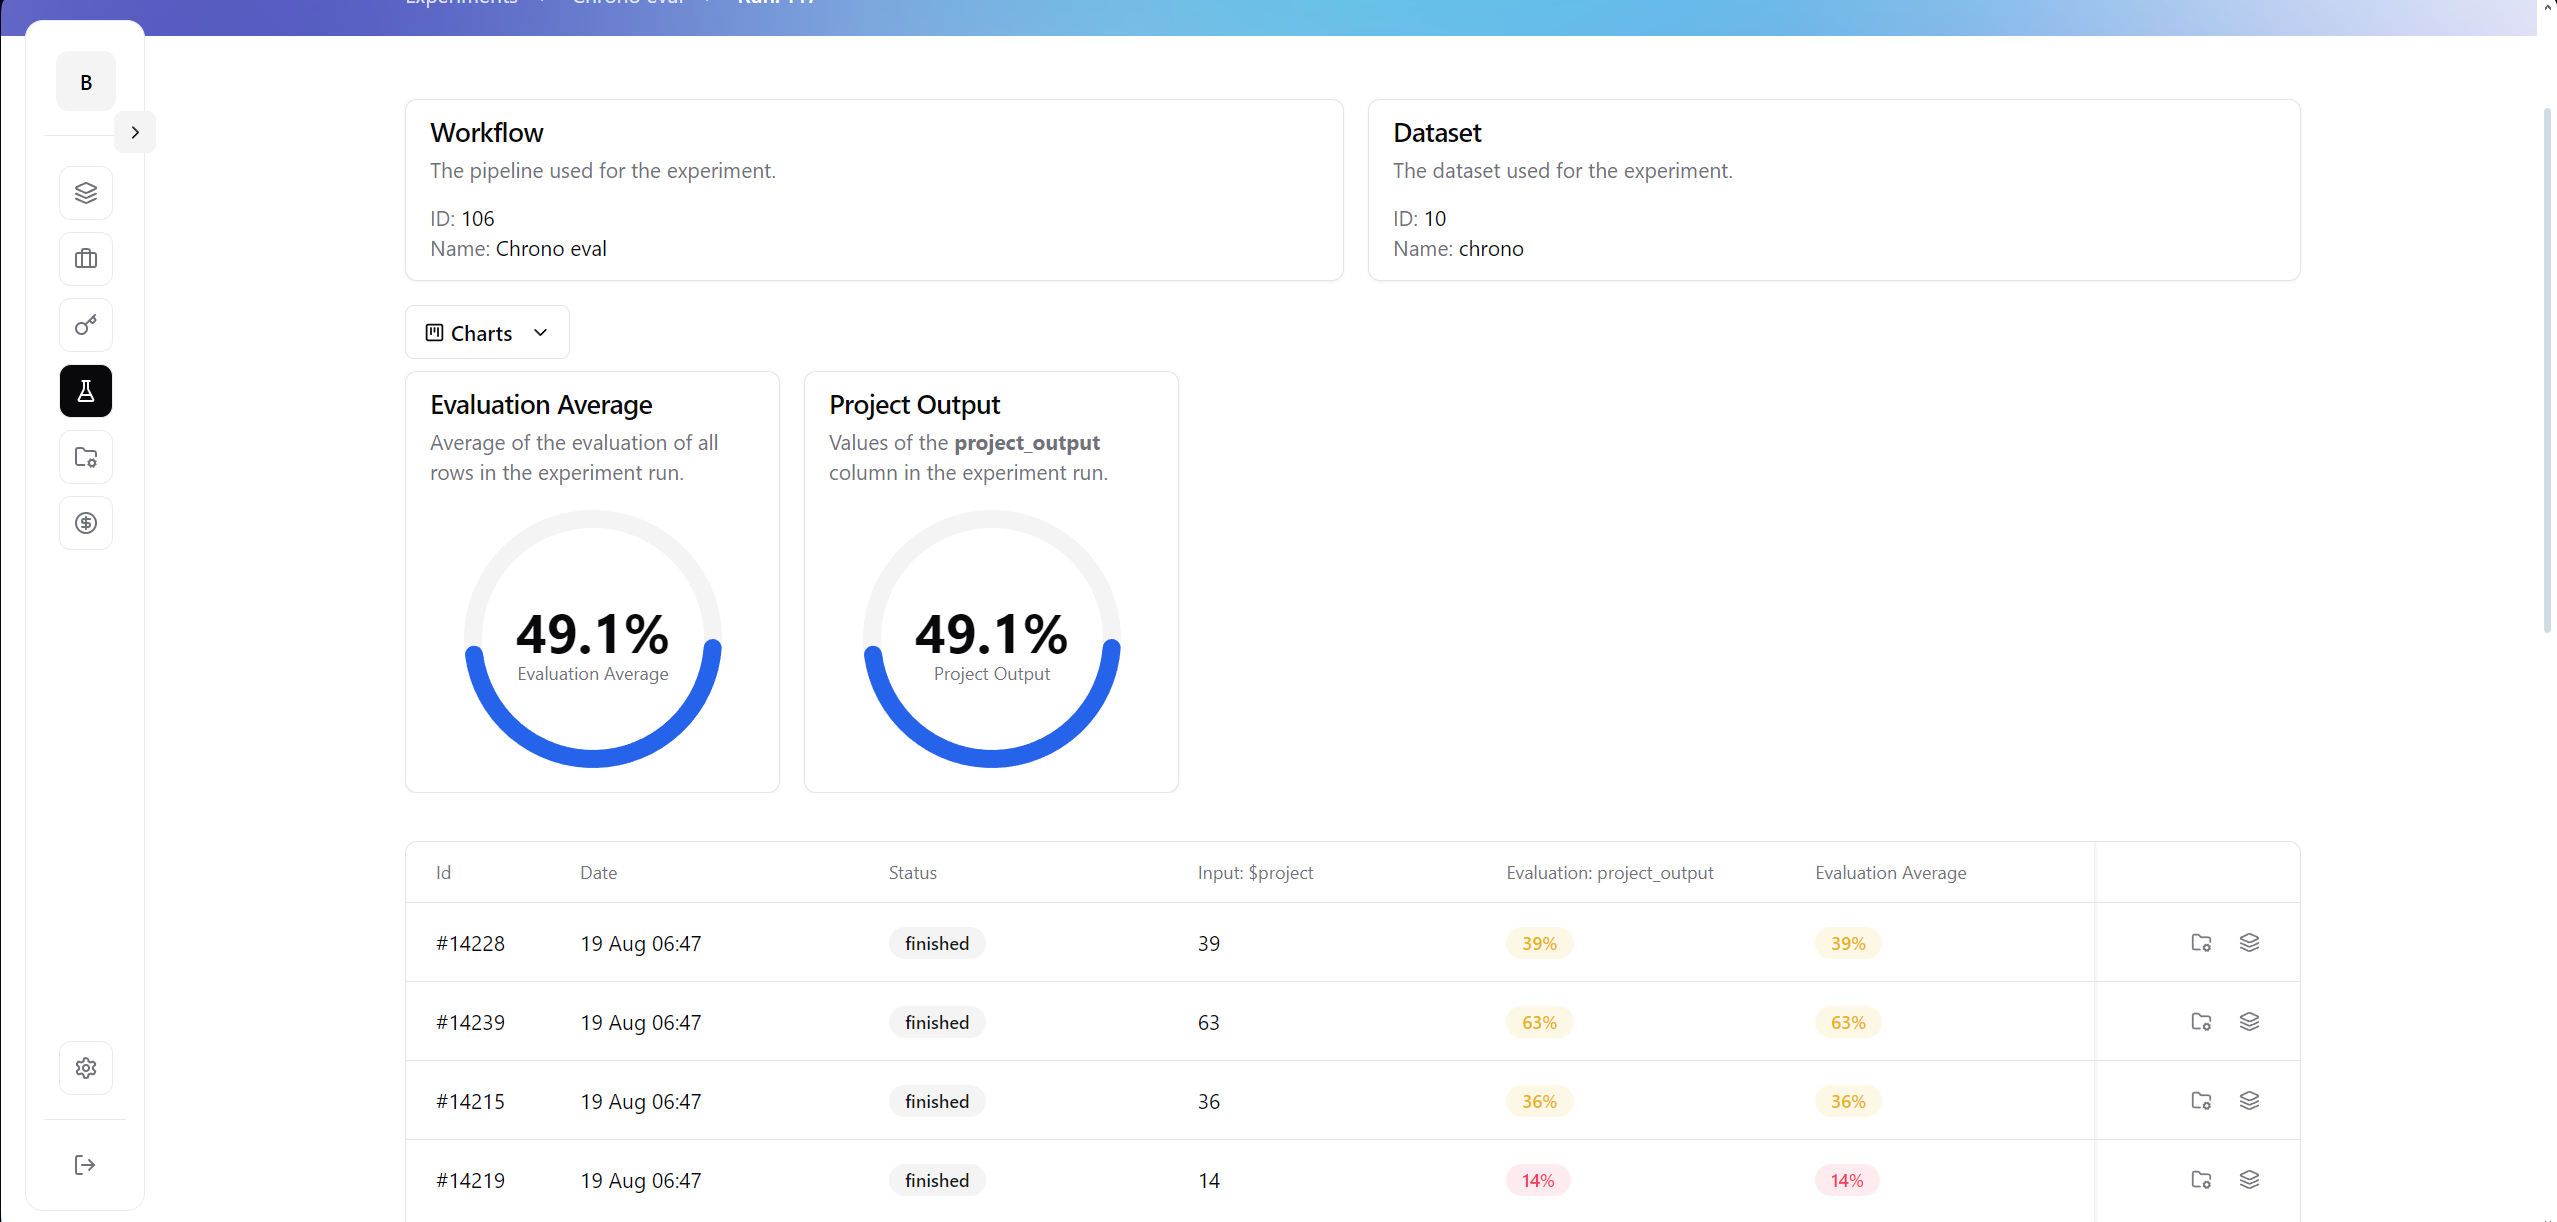 B
Workflow
The pipeline used for the experiment.
ID: 106
Name: Chrono eval
Dataset
The dataset used for the experiment.
ID: 10
Name: chrono
Charts
Evaluation Average
Average of the evaluation of all
rows in the experiment run.
49.1%
Evaluation Average
Project Output
Values of the project_output
column in the experiment run.
49.1%
Project Output
Id Date Status Input: $project Evaluation: project_output Evaluation Average
#14228 19 Aug 06:47 finished 39 39% 39%
#14239 19 Aug 06:47 finished 63 63% 63%
#14215 19 Aug 06:47 finished 36 36% 36%
#14219 19 Aug 06:47 finished 14 14% 14%